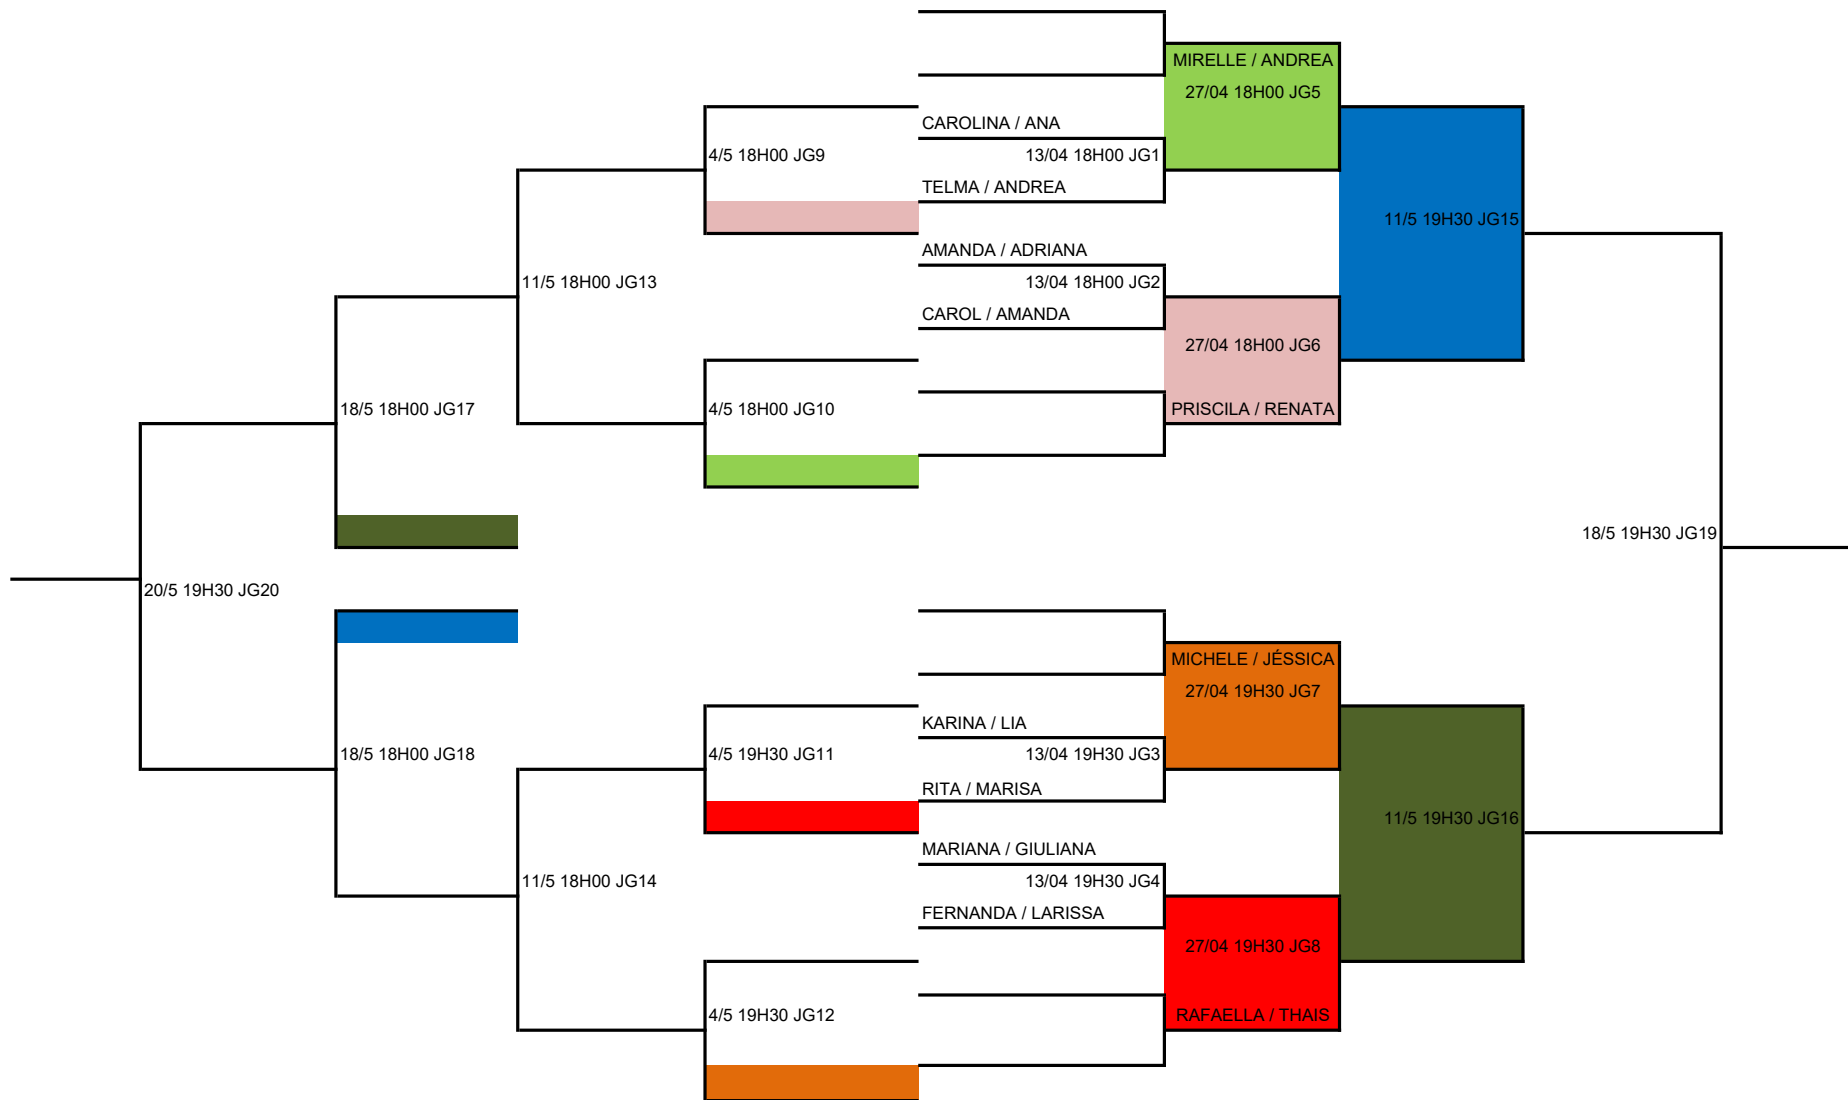 MIRELLE / ANDREA
27/04 18H00 JG5
CAROLINA / ANA
4/5 18H00 JG9
13/04 18H00 JG1
TELMA / ANDREA
11/5 19H30 JG15
AMANDA / ADRIANA
11/5 18H00 JG13
13/04 18H00 JG2
CAROL / AMANDA
27/04 18H00 JG6
18/5 18H00 JG17
4/5 18H00 JG10
PRISCILA / RENATA
18/5 19H30 JG19
20/5 19H30 JG20
MICHELE / JÉSSICA
27/04 19H30 JG7
KARINA / LIA
18/5 18H00 JG18
4/5 19H30 JG11
13/04 19H30 JG3
RITA / MARISA
11/5 19H30 JG16
MARIANA / GIULIANA
11/5 18H00 JG14
13/04 19H30 JG4
FERNANDA / LARISSA
27/04 19H30 JG8
4/5 19H30 JG12
RAFAELLA / THAIS